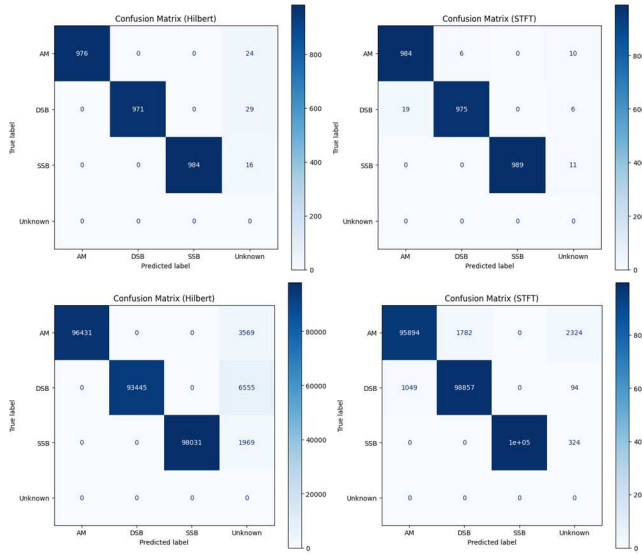 Confusion Matrix (Hilbert)
True label
AM 976 0 0 24
DSB 0 971 0 29
SSB 0 0 984 16
Unknown 0 0 0 0
AM DSB SSB Unknown
Predicted label
800
600
400
200
0
Confusion Matrix (STFT)
True label
AM 984 6 0 10
DSB 19 975 0 6
SSB 0 0 989 11
Unknown 0 0 0 0
AM DSB SSB Unknown
Predicted label
Confusion Matrix (Hilbert)
True label
AM 96431 0 0 3569
DSB 0 93445 0 6555
SSB 0 0 98031 1969
Unknown 0 0 0 0
AM DSB SSB Unknown
Predicted label
80000
60000
40000
20000
0
Confusion Matrix (STFT)
True label
AM 95894 1782 0 2324
DSB 1049 98857 0 94
SSB 0 0 1e+05 324
Unknown 0 0 0 0
AM DSB SSB Unknown
Predicted label